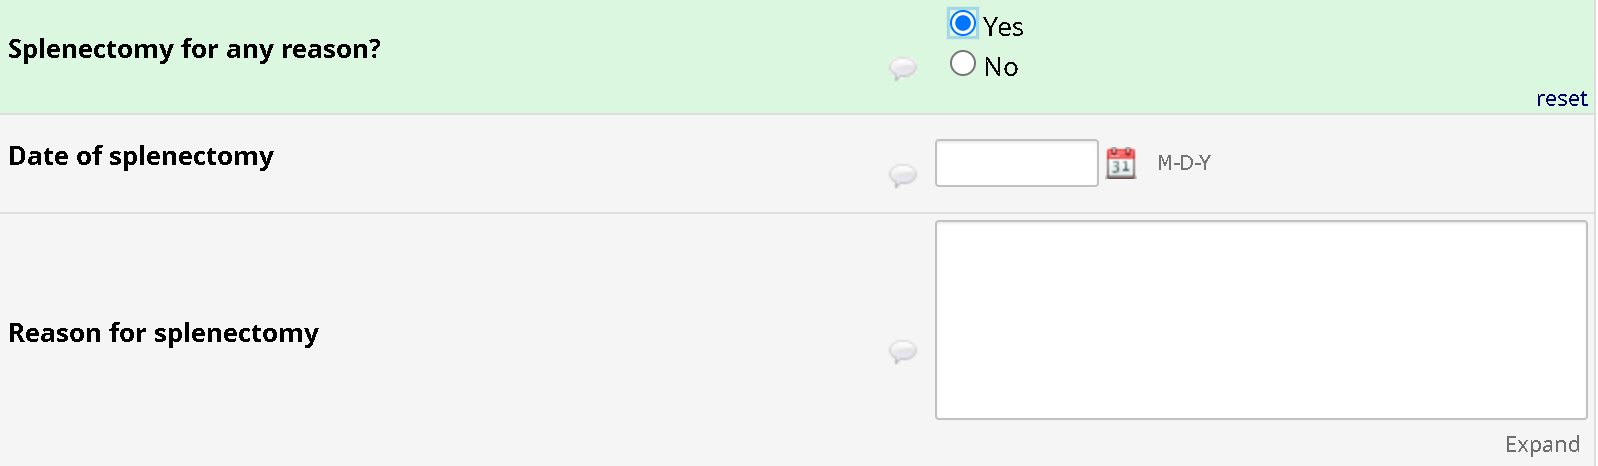 Splenectomy for any reason?
Yes
No
reset
Date of splenectomy
31
M-D-Y
Reason for splenectomy
Expand